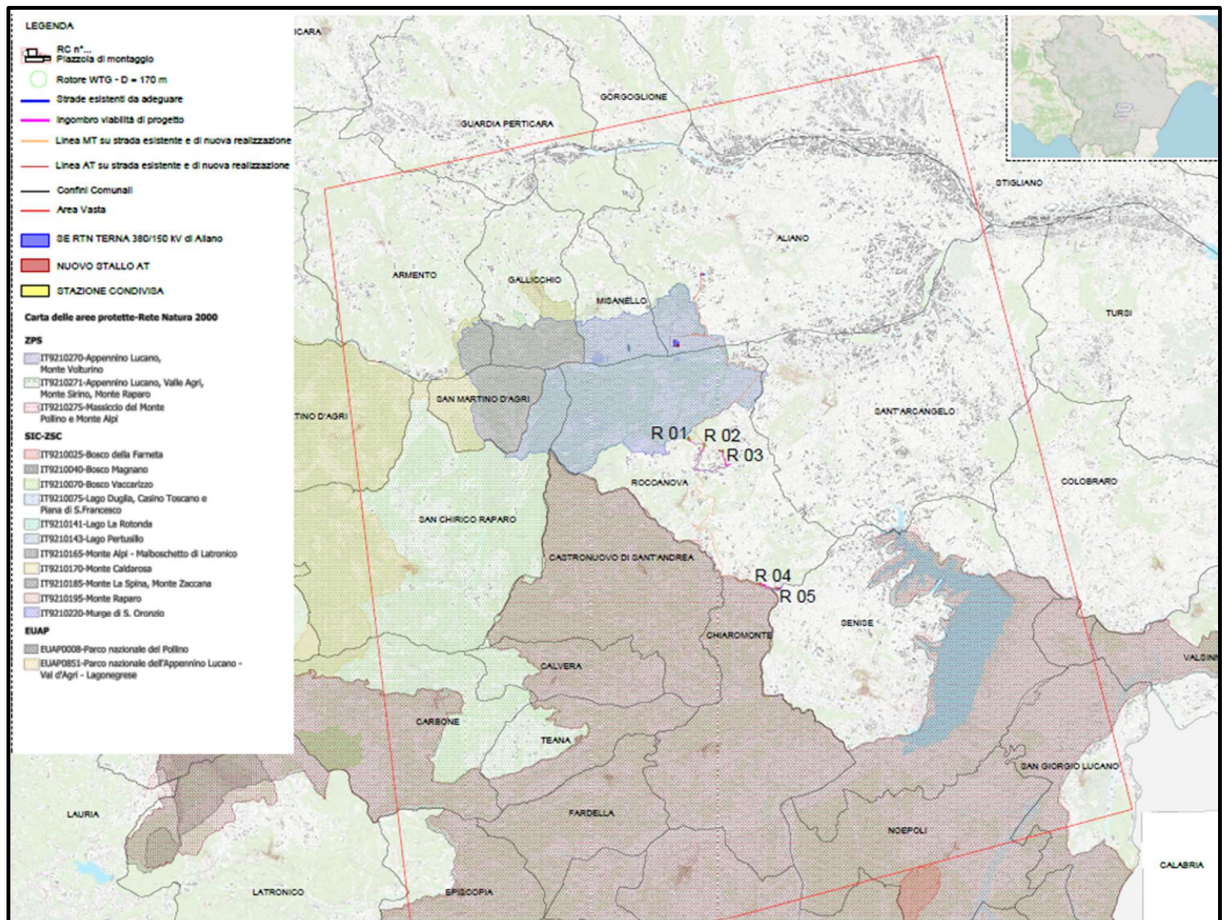 LEGENDA
RC n°...
Piazzola di montaggio
Rotore WTG - D = 170 m
Strade esistenti da adeguare
Ingombro viabilità di progetto
Linea MT su strada esistente e di nuova realizzazione
Linea AT su strada esistente e di nuova realizzazione
Confini Comunali
Area Vasta
SE RTN TERNA 380/150 kV di Aliano
NUOVO STALLO AT
STAZIONE CONDIVISA
Carta delle aree protette-Rete Natura 2000
ZPS
IT9210270-Appennino Lucano,
Monte Volturino
IT9210271-Appennino Lucano, Valle Agri,
Monte Sirino, Monte Raparo
IT9210275-Massiccio del Monte
Pollino e Monte Alpi
SIC-ZSC
IT9210025-Bosco della Farneta
IT9210040-Bosco Magnano
IT9210070-Bosco Vaccarizzo
IT9210075-Lago Duglia, Casino Toscano e
Piana di S.Francesco
IT9210141-Lago La Rotonda
IT9210143-Lago Pertusillo
IT9210165-Monte Alpi - Malboschetto di Latronico
IT9210170-Monte Caldarosa
IT9210185-Monte La Spina, Monte Zaccana
IT9210195-Monte Raparo
IT9210220-Murge di S. Oronzio
EUAP
EUAP0008-Parco nazionale del Pollino
EUAP0851-Parco nazionale dell'Appennino Lucano -
Val d'Agri - Lagonegrese
ICARA
GORGOGLIONE
GUARDIA PERTICARA
STIGLIANO
ALIANO
ARMENTO
GALLICCHIO
MISANELLO
TURSI
TINO D'AGRI
SAN MARTINO D'AGRI
SANT'ARCANGELO
R 01
R 02
R 03
ROCCANOVA
COLOBRARO
SAN CHIRICO RAPARO
CASTRONUOVO DI SANT'ANDREA
R 04
R 05
SENISE
CHIAROMONTE
VALSINN
CALVERA
CARBONE
TEANA
SAN GIORGIO LUCANO
LAURIA
FARDELLA
NOEPOLI
CALABRIA
LATRONICO
EPISCOPIA